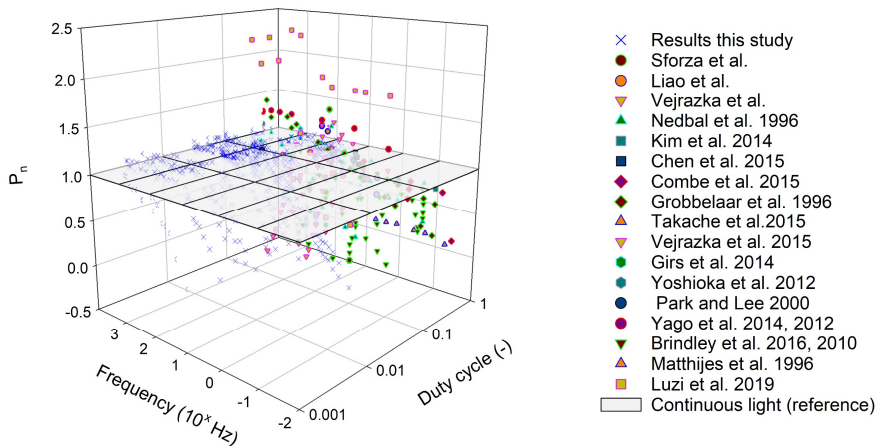 2.5
2.0
1.5
1.0
0.5
0.0
-0.5
Pn
3
2
1
0
-1
-2
Frequency (10x Hz)
0.001
0.01
0.1
1
Duty cycle (-)
Results this study
Sforza et al.
Liao et al.
Vejrazka et al.
Nedbal et al. 1996
Kim et al. 2014
Chen et al. 2015
Combe et al. 2015
Grobbelaar et al. 1996
Takache et al.2015
Vejrazka et al. 2015
Girs et al. 2014
Yoshioka et al. 2012
Park and Lee 2000
Yago et al. 2014, 2012
Brindley et al. 2016, 2010
Matthijes et al. 1996
Luzi et al. 2019
Continuous light (reference)